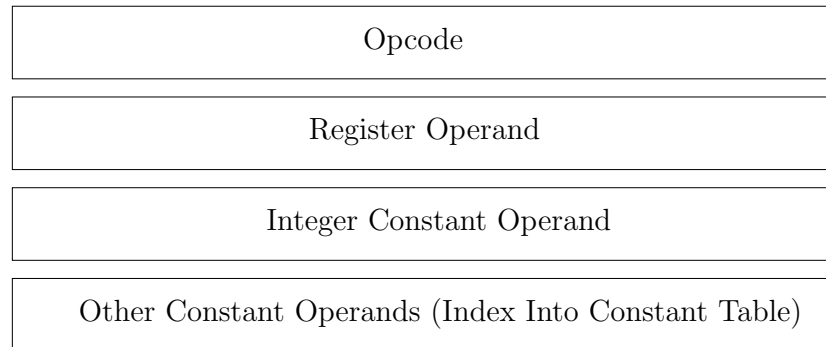 Opcode
Register Operand
Integer Constant Operand
Other Constant Operands (Index Into Constant Table)